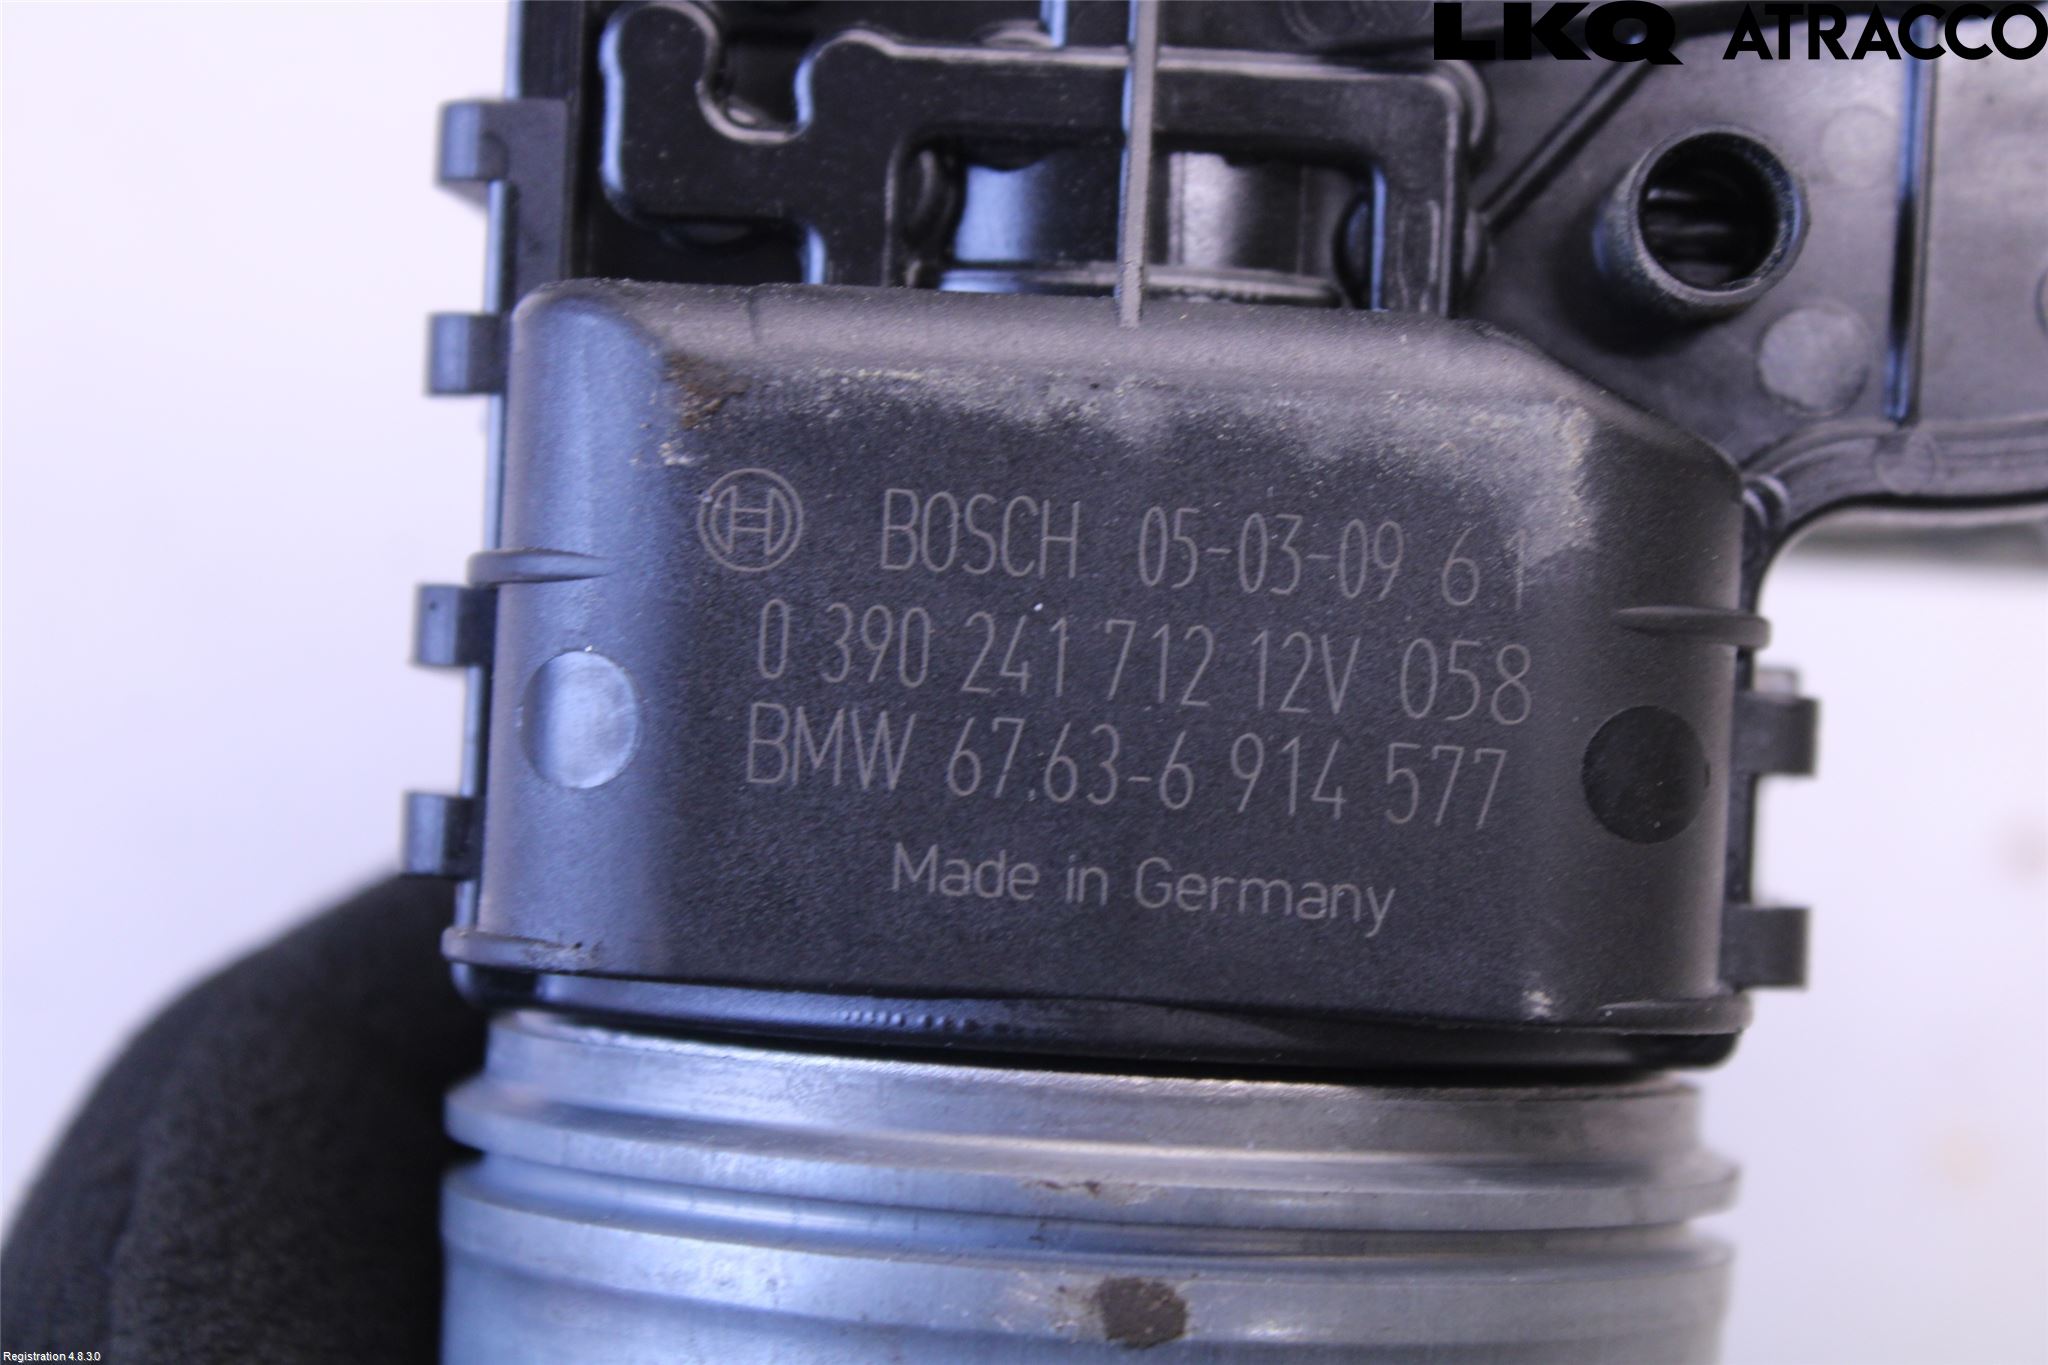 LKQ ATRACCO
BOSCH 05-03-09 6 1
0 390 241 712 12V 058
BMW 67.63-6 914 577
Made in Germany
Registration 4.8.3.0